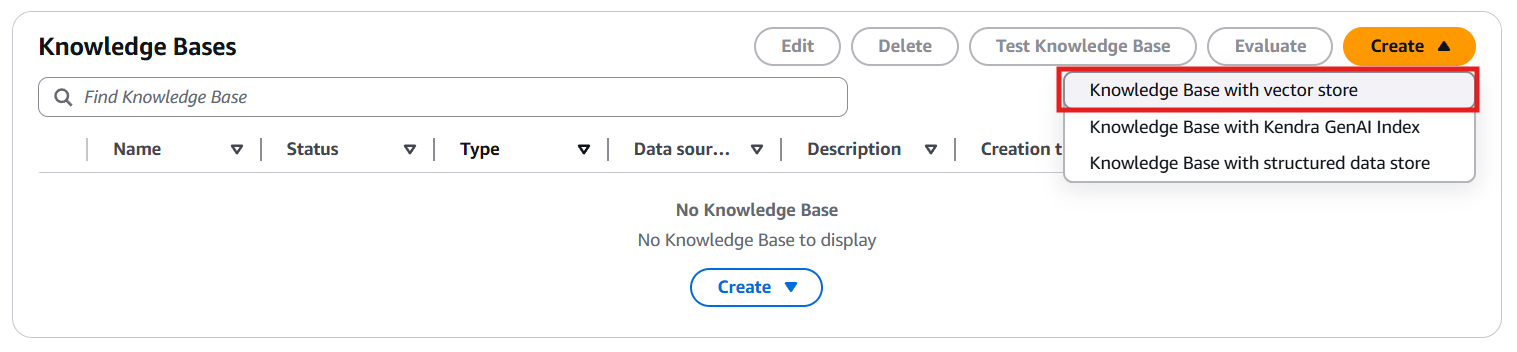 Knowledge Bases
Edit
Delete
Test Knowledge Base
Evaluate
Create
Find Knowledge Base
Knowledge Base with vector store
Knowledge Base with Kendra GenAI Index
Knowledge Base with structured data store
Name
Status
Type
Data sour...
Description
Creation t
No Knowledge Base
No Knowledge Base to display
Create